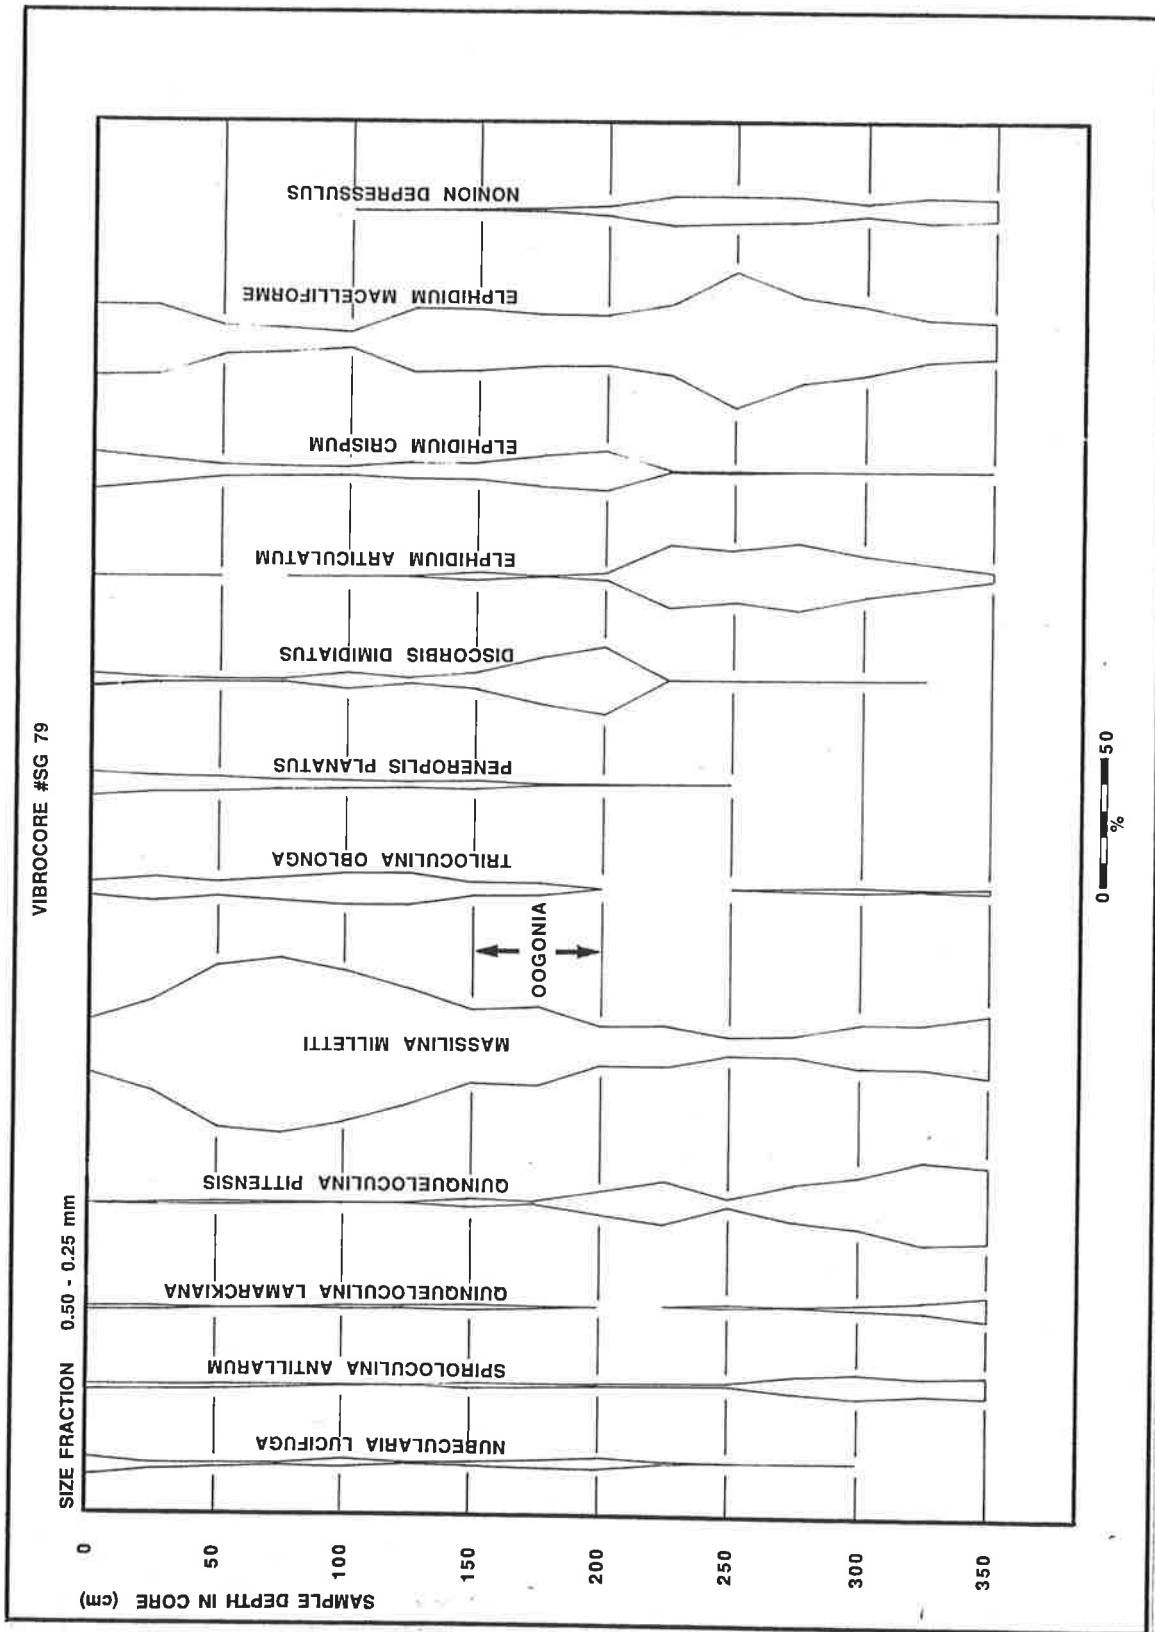 VIBROCORE #SG 79
SIZE FRACTION 0.50 - 0.25 mm
SAMPLE DEPTH IN CORE (cm)
0
50
100
150
200
250
300
350
NUBECULARIA LUCIFUGA
SPIROLOCULINA ANTILLARUM
QUINQUELOCULINA LAMARCKIANA
QUINQUELOCULINA PITTENSIS
MASSILINA MILLETTI
OOGONIA
TRILOCULINA OBLONGA
PENEROPLIS PLANATUS
DISCORBIS DIMIDIATUS
ELPHIDIUM ARTICULATUM
ELPHIDIUM CRISPUM
ELPHIDIUM MACELLIFORME
NONION DEPRESSULUS
0 50
%